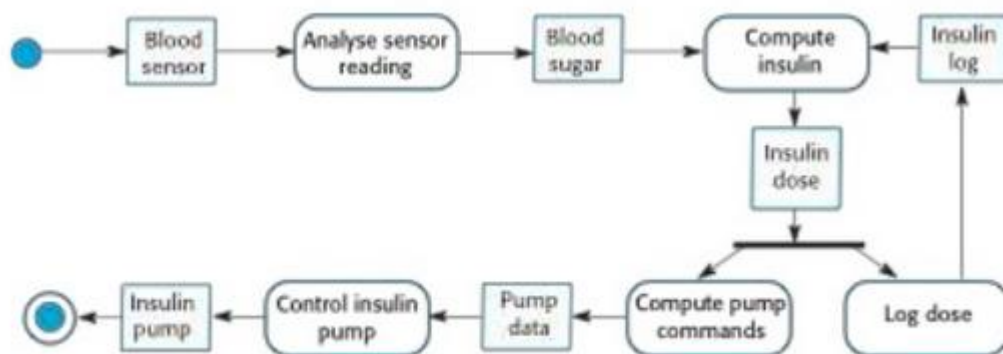 Blood
sensor
Analyse sensor
reading
Blood
sugar
Compute
insulin
Insulin
log
Insulin
dose
Insulin
pump
Control insulin
pump
Pump
data
Compute pump
commands
Log dose